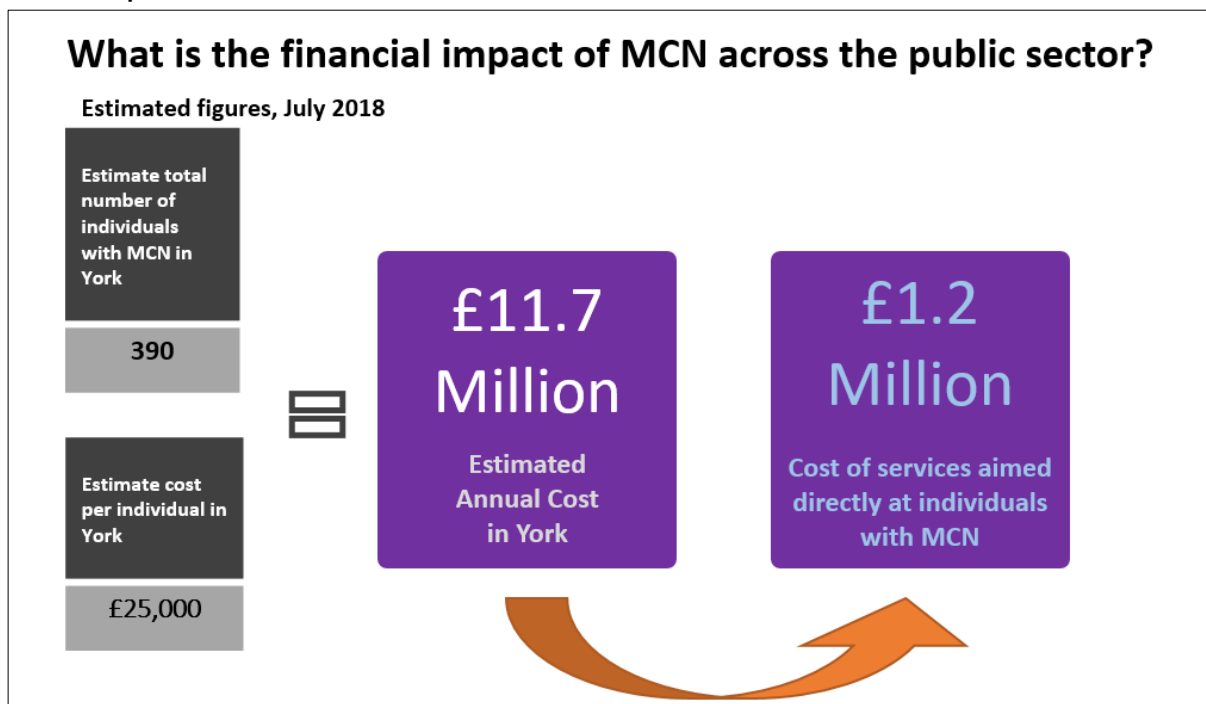 What is the financial impact of MCN across the public sector?
Estimated figures, July 2018
Estimate total
number of
individuals
with MCN in
York
390
Estimate cost
per individual in
York
£25,000
£11.7
Million
Estimated
Annual Cost
in York
£1.2
Million
Cost of services aimed
directly at individuals
with MCN